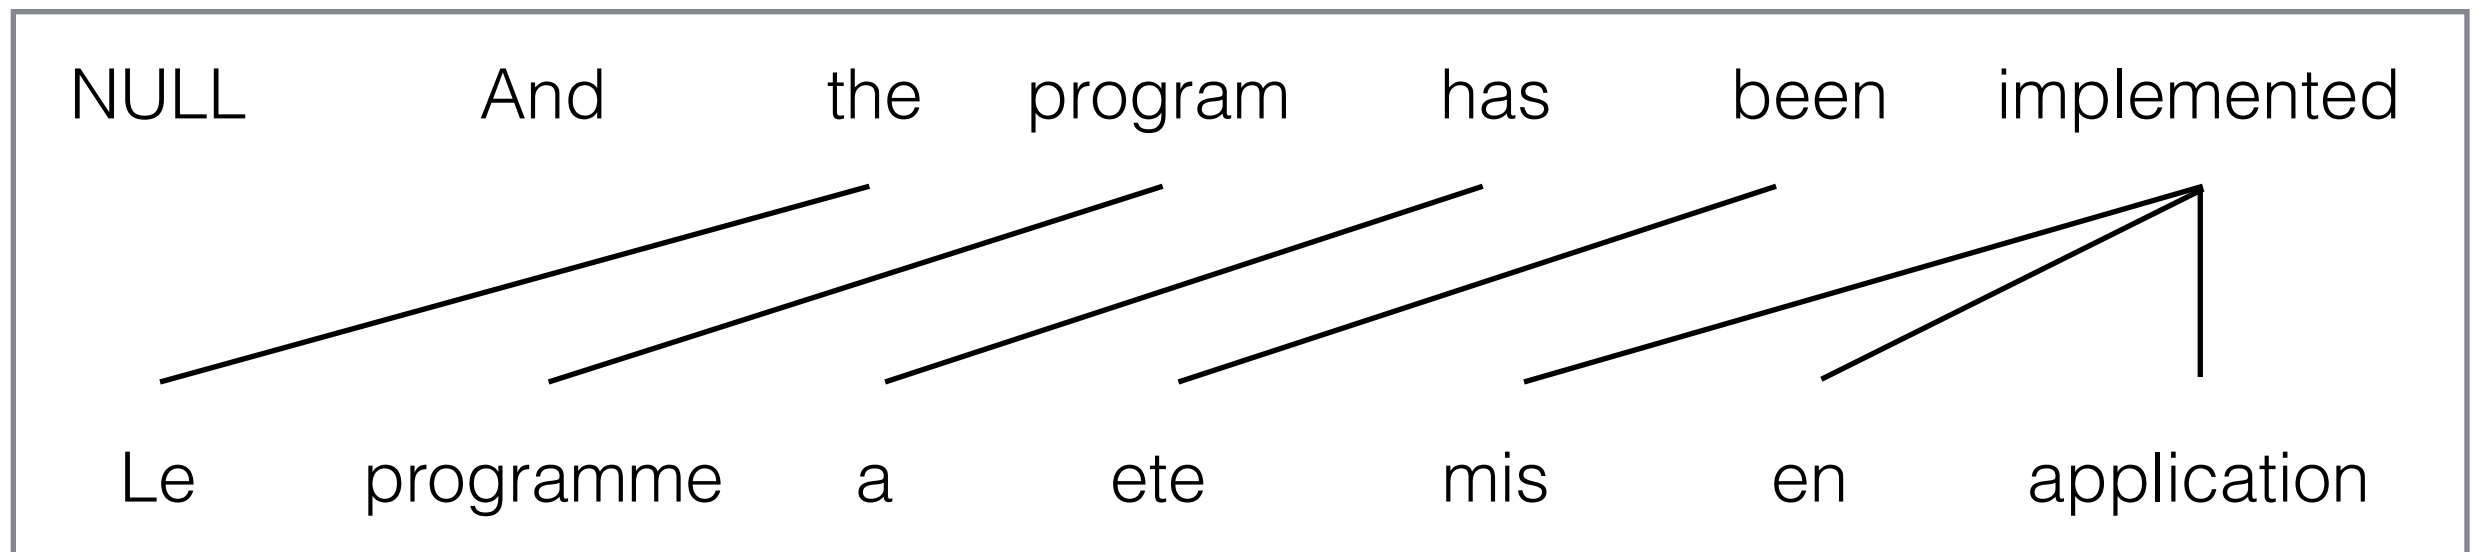 NULL And the program has been implemented
Le programme a ete mis en application